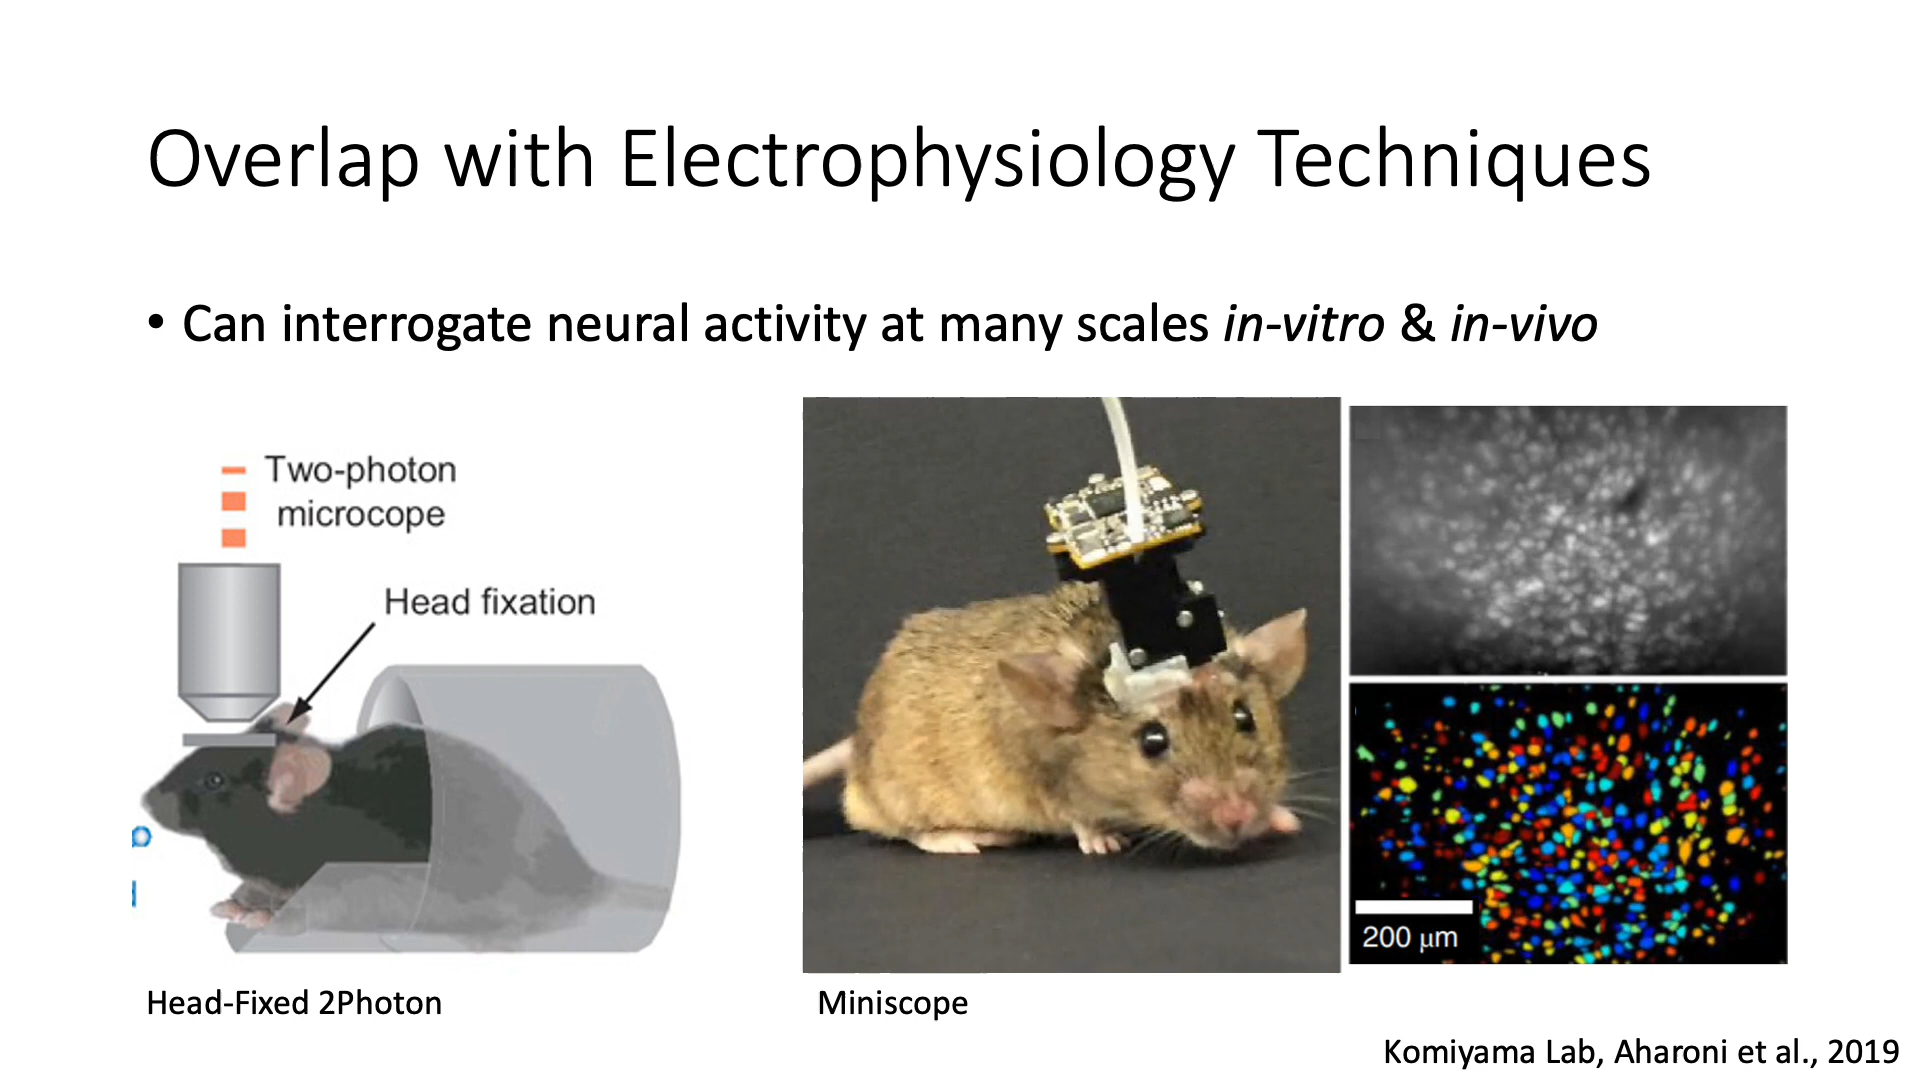 Overlap with Electrophysiology Techniques
• Can interrogate neural activity at many scales in-vitro & in-vivo
Two-photon
microcope
Head fixation
200 μm
Head-Fixed 2Photon
Miniscope
Komiyama Lab, Aharoni et al., 2019